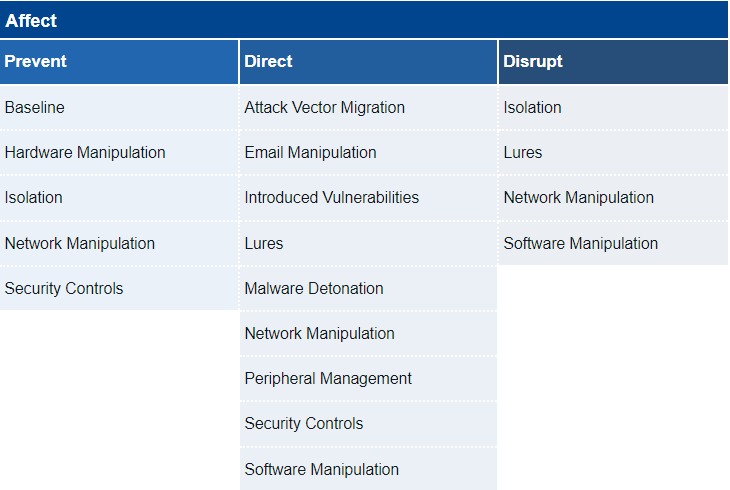 Affect
Prevent Direct Disrupt
Baseline Attack Vector Migration Isolation
Hardware Manipulation Email Manipulation Lures
Isolation Introduced Vulnerabilities Network Manipulation
Network Manipulation Lures Software Manipulation
Security Controls Malware Detonation
Network Manipulation
Peripheral Management
Security Controls
Software Manipulation